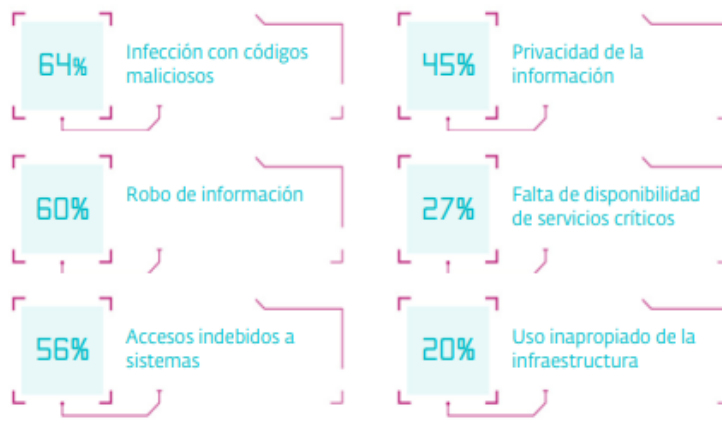 64%
Infección con códigos
maliciosos
60%
Robo de información
56%
Accesos indebidos a
sistemas
45%
Privacidad de la
información
27%
Falta de disponibilidad
de servicios críticos
20%
Uso inapropiado de la
infraestructura